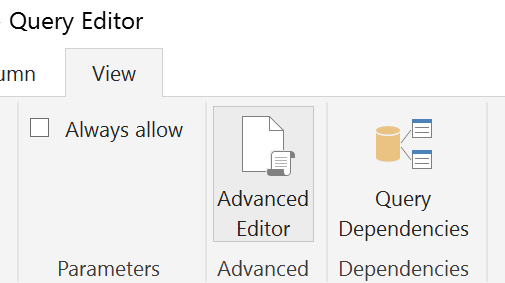 Query Editor
umn View
Always allow
Advanced
Editor
Query
Dependencies
Parameters Advanced Dependencies